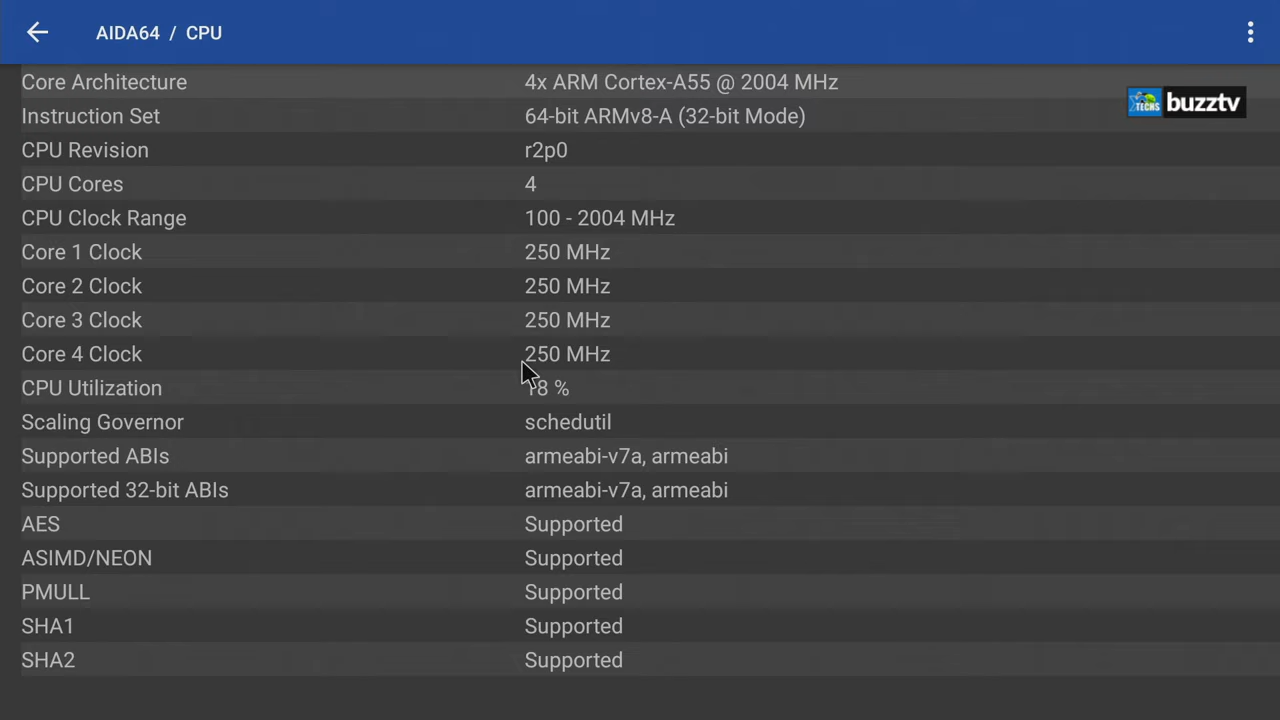 AIDA64 / CPU
Core Architecture 4x ARM Cortex-A55 @ 2004 MHz
TECHS buzztv
Instruction Set 64-bit ARMv8-A (32-bit Mode)
CPU Revision r2p0
CPU Cores 4
CPU Clock Range 100 - 2004 MHz
Core 1 Clock 250 MHz
Core 2 Clock 250 MHz
Core 3 Clock 250 MHz
Core 4 Clock 250 MHz
CPU Utilization 18 %
Scaling Governor schedutil
Supported ABIs armeabi-v7a, armeabi
Supported 32-bit ABIs armeabi-v7a, armeabi
AES Supported
ASIMD/NEON Supported
PMULL Supported
SHA1 Supported
SHA2 Supported